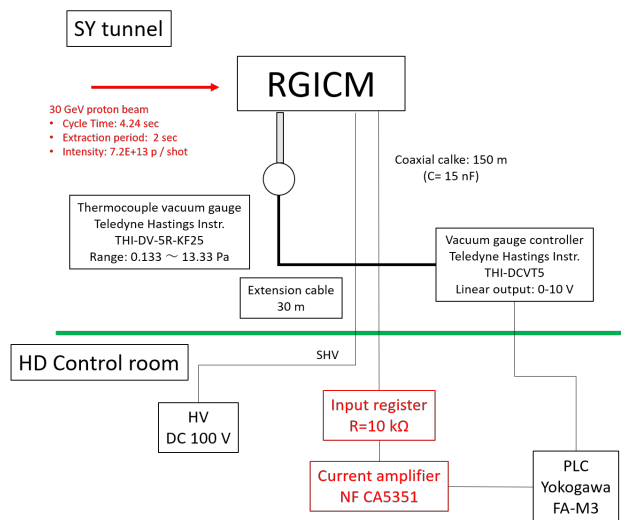 SY tunnel
RGICM
30 GeV proton beam
• Cycle Time: 4.24 sec
• Extraction period: 2 sec
• Intensity: 7.2E+13 p / shot
Coaxial calke: 150 m
(C= 15 nF)
Thermocouple vacuum gauge
Teledyne Hastings Instr.
THI-DV-5R-KF25
Range: 0.133 ～ 13.33 Pa
Vacuum gauge controller
Teledyne Hastings Instr.
THI-DCVT5
Linear output: 0-10 V
Extension cable
30 m
HD Control room
SHV
HV
DC 100 V
Input register
R=10 kΩ
Current amplifier
NF CA5351
PLC
Yokogawa
FA-M3